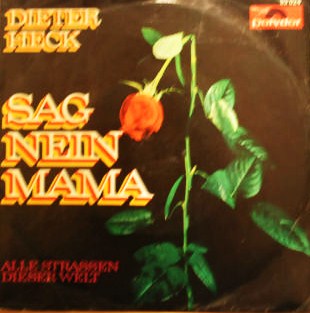 DIETER
HECK
Polydor
SAG
NEIN
MAMA
ALLE STRASSEN
DIESER WELT